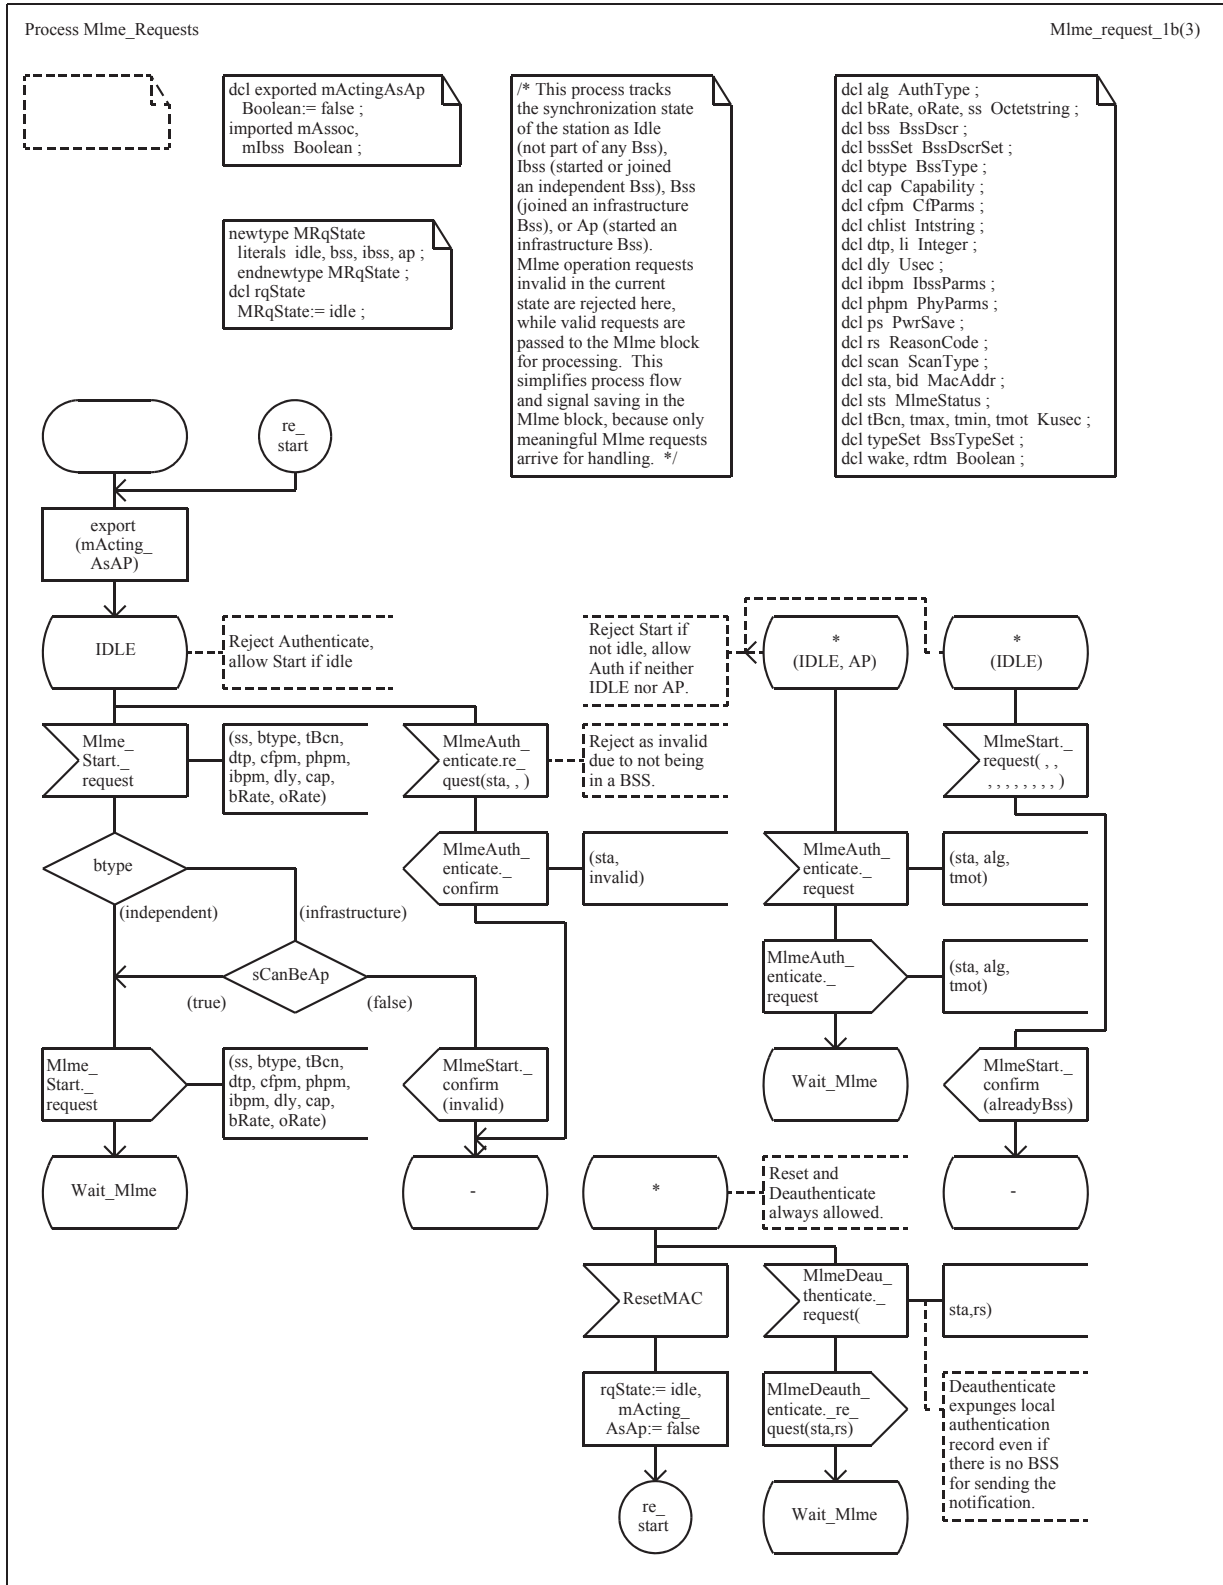 Process Mlme_Requests
Mlme_request_1b(3)
dcl exported mActingAsAp
Boolean:= false ;
imported mAssoc,
mIbss Boolean ;
newtype MRqState
literals idle, bss, ibss, ap ;
endnewtype MRqState ;
dcl rqState
MRqState:= idle ;
/* This process tracks
the synchronization state
of the station as Idle
(not part of any Bss),
Ibss (started or joined
an independent Bss), Bss
(joined an infrastructure
Bss), or Ap (started an
infrastructure Bss).
Mlme operation requests
invalid in the current
state are rejected here,
while valid requests are
passed to the Mlme block
for processing. This
simplifies process flow
and signal saving in the
Mlme block, because only
meaningful Mlme requests
arrive for handling. */
dcl alg AuthType ;
dcl bRate, oRate, ss Octetstring ;
dcl bss BssDscr ;
dcl bssSet BssDscrSet ;
dcl btype BssType ;
dcl cap Capability ;
dcl cfpm CfParms ;
dcl chlist Intstring ;
dcl dtp, li Integer ;
dcl dly Usec ;
dcl ibpm IbssParms ;
dcl phpm PhyParms ;
dcl ps PwrSave ;
dcl rs ReasonCode ;
dcl scan ScanType ;
dcl sta, bid MacAddr ;
dcl sts MlmeStatus ;
dcl tBcn, tmax, tmin, tmot Kusec ;
dcl typeSet BssTypeSet ;
dcl wake, rdtm Boolean ;
re_
start
export
(mActing_
AsAP)
IDLE
Reject Authenticate,
allow Start if idle
Reject Start if
not idle, allow
Auth if neither
IDLE nor AP.
*
(IDLE, AP)
*
(IDLE)
Mlme_
Start._
request
(ss, btype, tBcn,
dtp, cfpm, phpm,
ibpm, dly, cap,
bRate, oRate)
MlmeAuth_
enticate.re_
quest(sta, , )
Reject as invalid
due to not being
in a BSS.
MlmeStart._
request( , ,
, , , , , , , , )
btype
MlmeAuth_
enticate._
confirm
(sta,
invalid)
MlmeAuth_
enticate._
request
(sta, alg,
tmot)
(independent)
(infrastructure)
sCanBeAp
(true)
(false)
MlmeAuth_
enticate._
request
(sta, alg,
tmot)
Mlme_
Start._
request
(ss, btype, tBcn,
dtp, cfpm, phpm,
ibpm, dly, cap,
bRate, oRate)
MlmeStart._
confirm
(invalid)
Wait_Mlme
MlmeStart._
confirm
(alreadyBss)
Wait_Mlme
-
*
Reset and
Deauthenticate
always allowed.
-
ResetMAC
MlmeDeau_
thenticate._
request(
sta,rs)
rqState:= idle,
mActing_
AsAp:= false
MlmeDeauth_
enticate._re_
quest(sta,rs)
Deauthenticate
expunges local
authentication
record even if
there is no BSS
for sending the
notification.
re_
start
Wait_Mlme